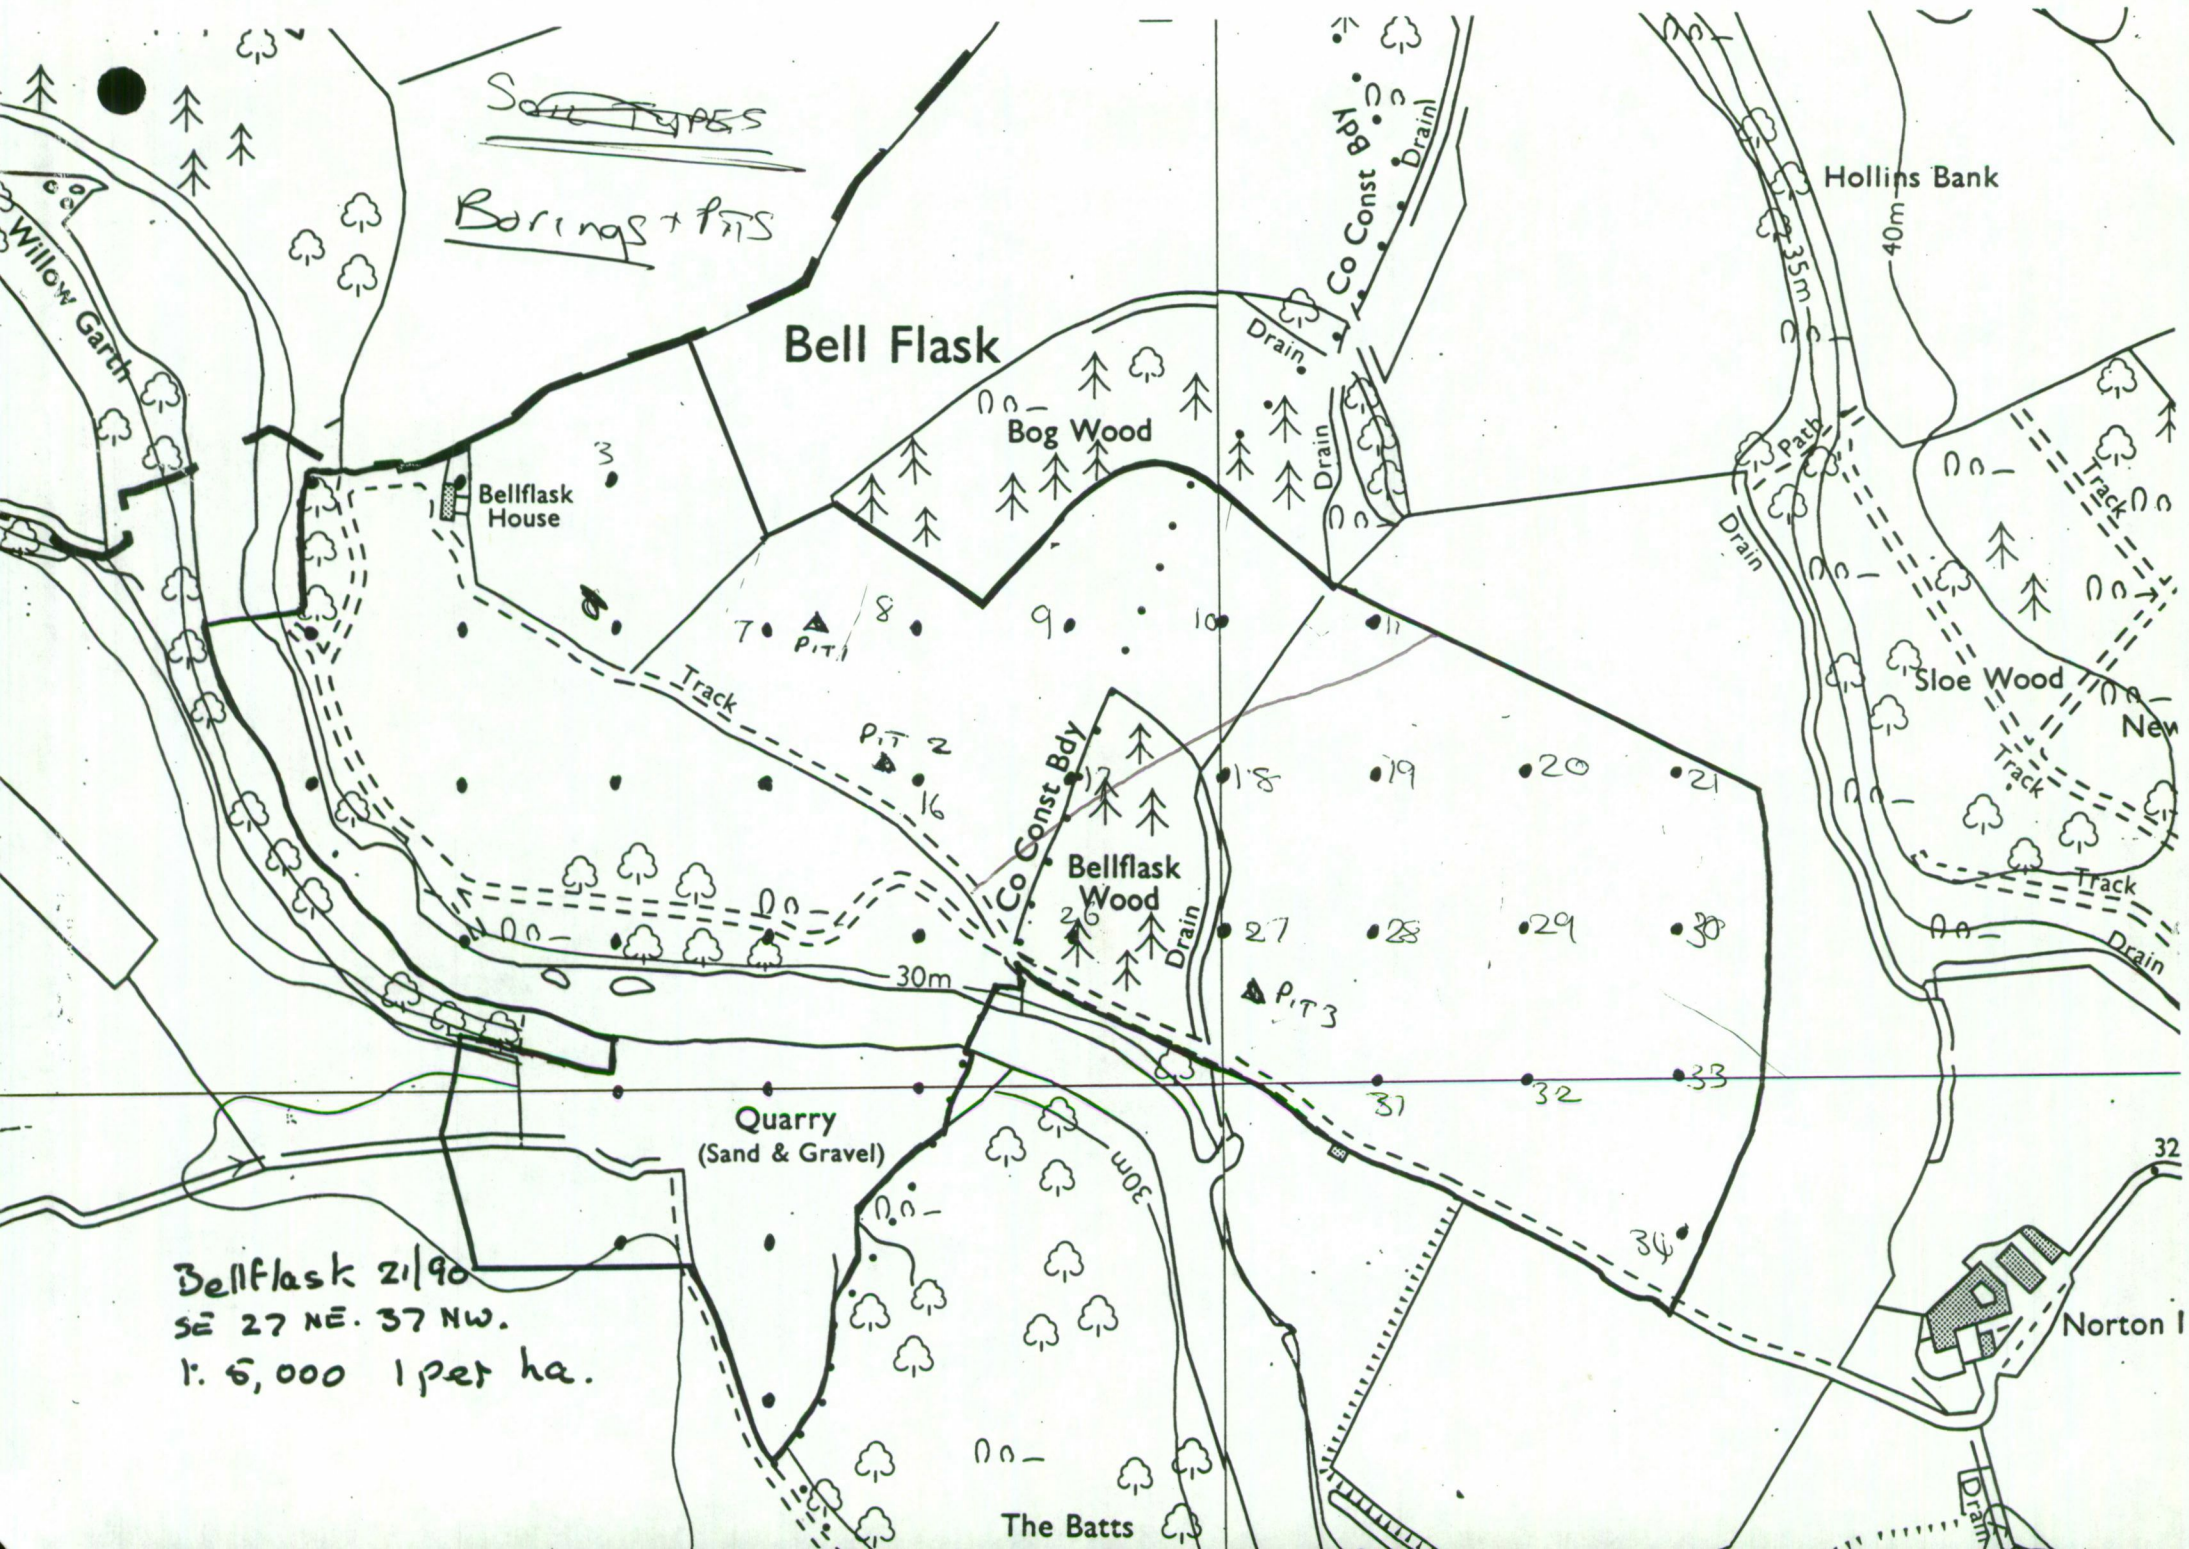 Soil Types
Borings + Pits
Willow Garth
Bell Flask
Bog Wood
Drain
Drain
Co Const Bdy
Drain
Hollins Bank
40m
35m
Path
Drain
Track
Sloe Wood
New
Track
Track
Drain
Bellflask
House
3
7
PIT 1
8
9
10
11
Track
PIT 2
16
Co Const Bdy
17
18
19
20
21
Bellflask
Wood
26
Drain
27
28
29
30
PIT 3
30m
31
32
33
34
Quarry
(Sand & Gravel)
30m
32
Norton
Drain
The Batts
Bellflask 21/90
SE 27 NE. 37 NW.
1: 5,000 1 per ha.